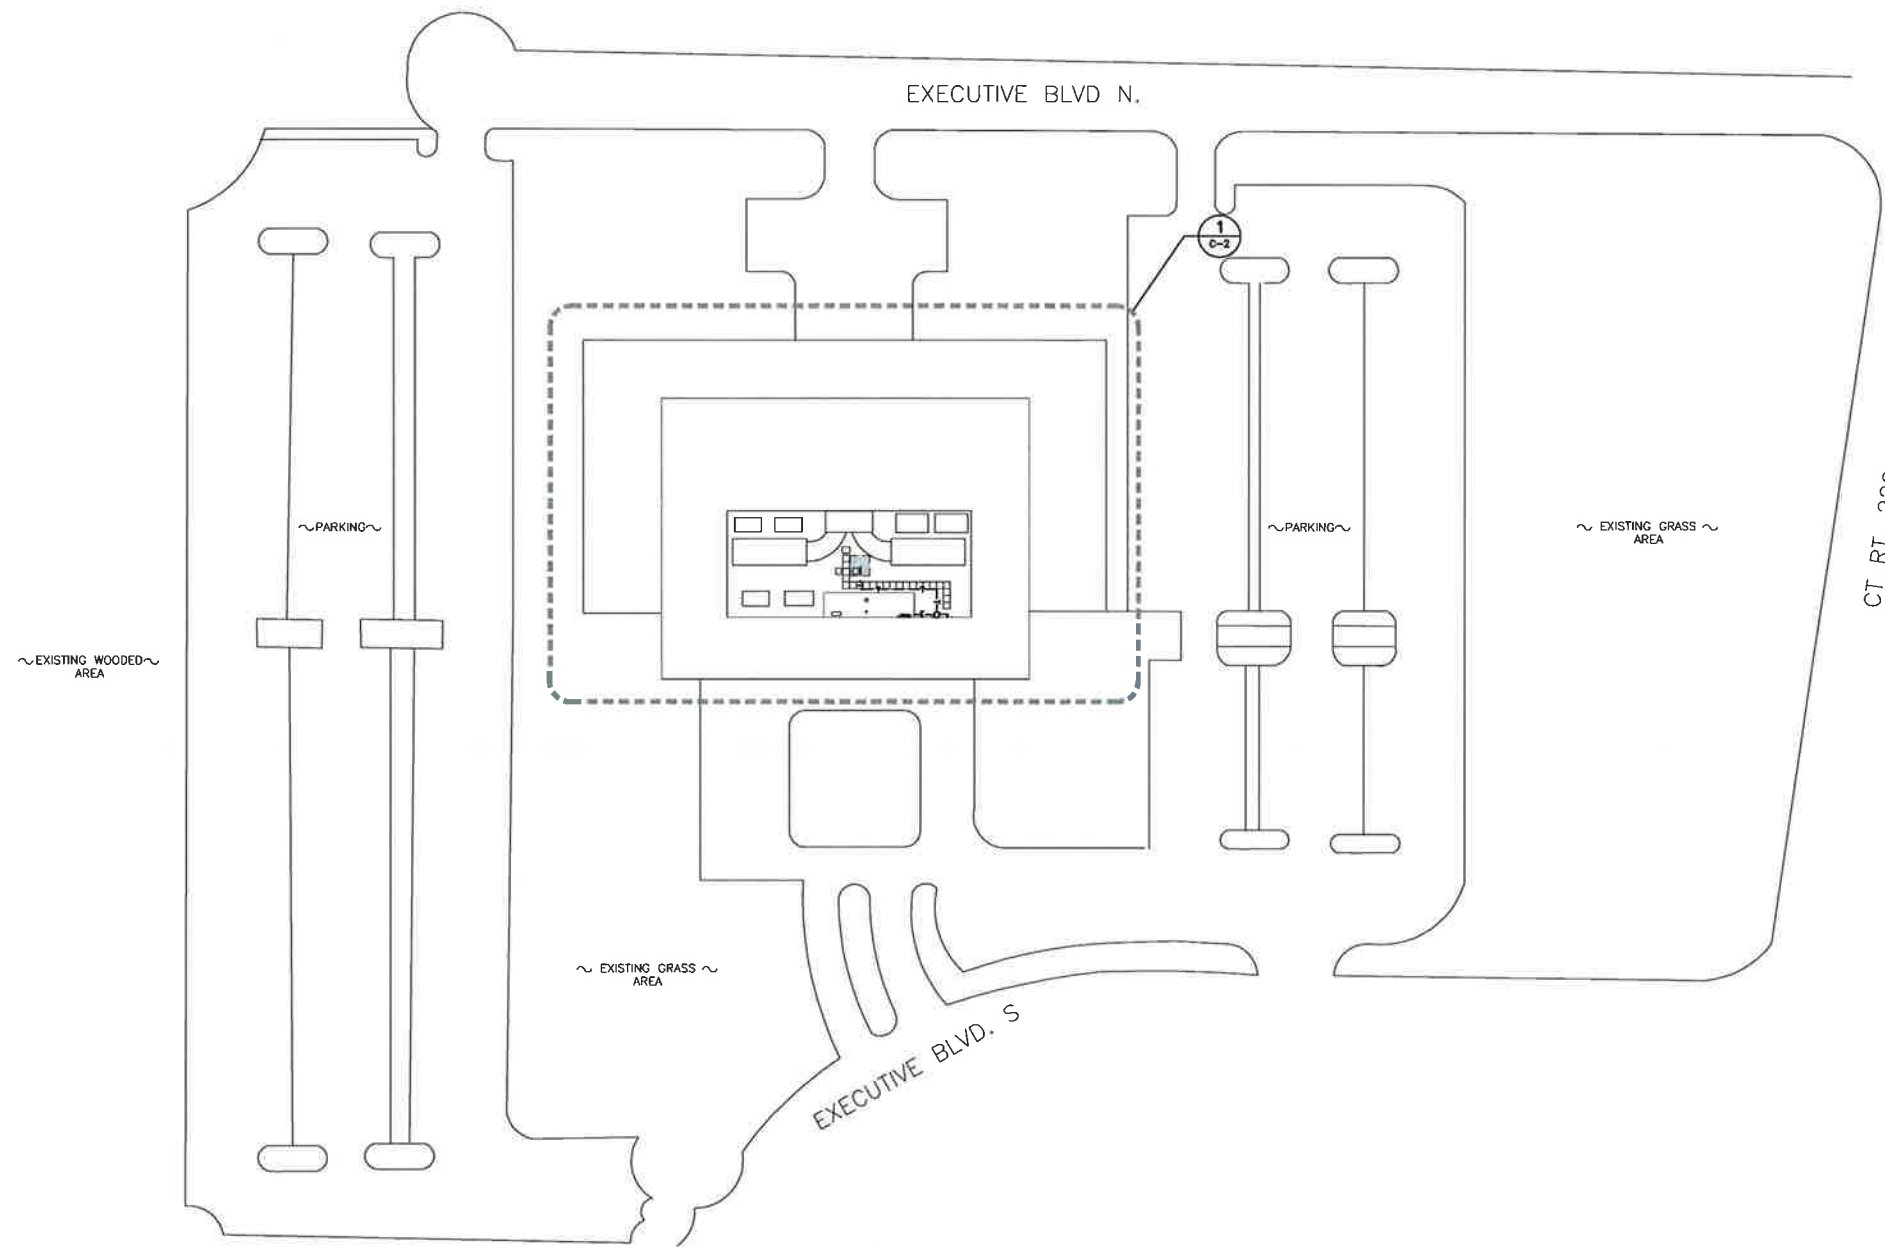 EXECUTIVE BLVD N.
1
C-2
~PARKING~
~PARKING~
~ EXISTING GRASS ~
AREA
CT RT
~EXISTING WOODED~
AREA
~ EXISTING GRASS ~
AREA
EXECUTIVE BLVD. S